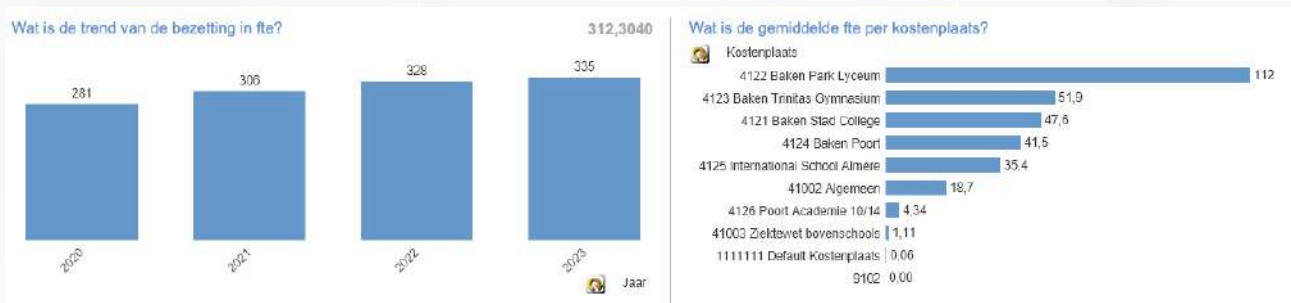 Wat is de trend van de bezetting in fte?
312,3040
281
306
328
335
2020
2021
2022
2023
Jaar
Wat is de gemiddelde fte per kostenplaats?
Kostenplaats
4122 Baken Park Lyceum 112
4123 Baken Trinitas Gymnasium 51,9
4121 Baken Stad College 47,6
4124 Baken Poort 41,5
4125 International School Almere 35,4
41002 Algemeen 18,7
4126 Poort Academie 10/14 4,34
41003 Ziektewet bovenschools 1,11
1111111 Default Kostenplaats 0,06
9102 0,00